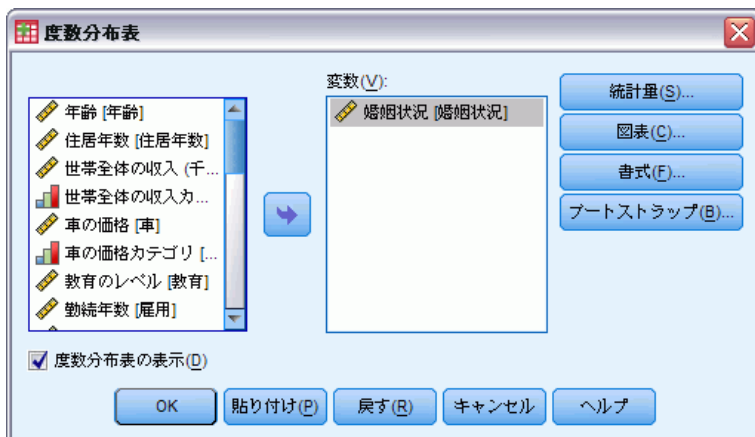 度数分布表
変数(V):
年齢 [年齢]
住居年数 [住居年数]
世帯全体の収入 (千...
世帯全体の収入カ...
車の価格 [車]
車の価格カテゴリ [...
教育のレベル [教育]
勤続年数 [雇用]
婚姻状況 [婚姻状況]
統計量(S)...
図表(C)...
書式(F)...
ブートストラップ(B)...
度数分布表の表示(D)
OK
貼り付け(P)
戻す(R)
キャンセル
ヘルプ